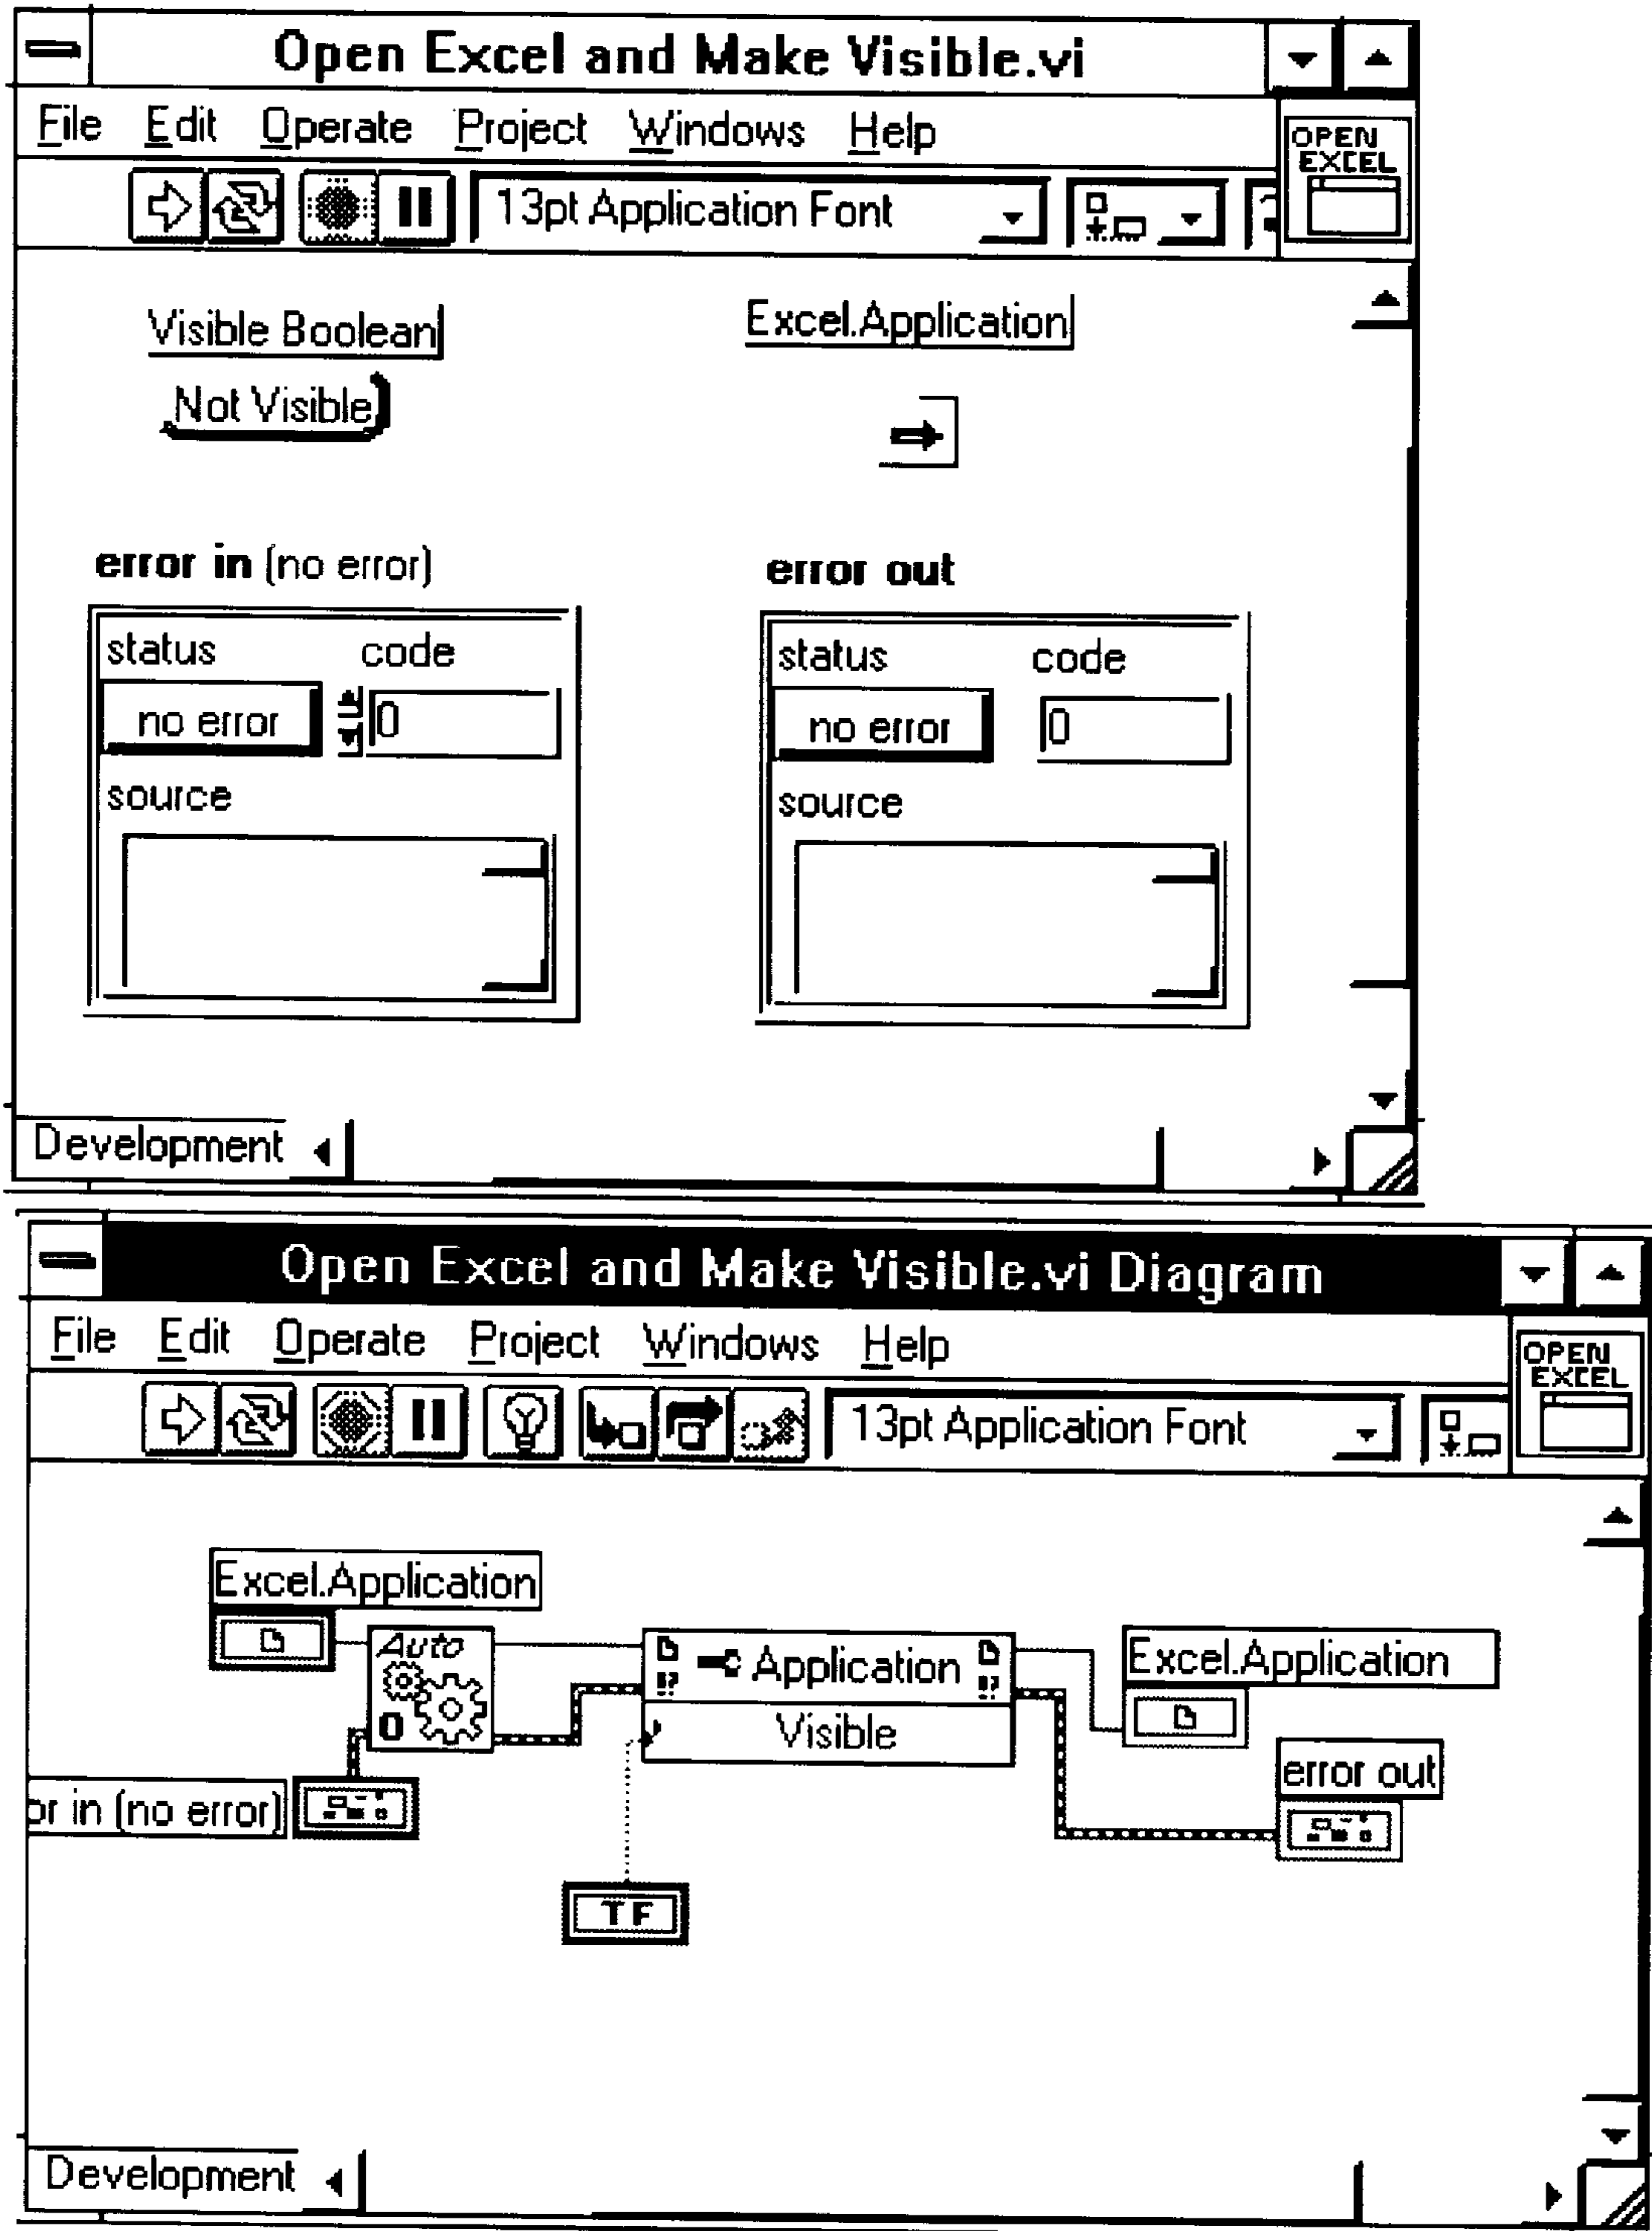 Open Excel and Make Visible.vi
File Edit Operate Project Windows Help
OPEN
EXCEL
13pt Application Font
Visible Boolean
Excel.Application
Not Visible
error in (no error)
error out
status code
status code
no error 0
no error 0
source
source
Development
Open Excel and Make Visible.vi Diagram
File Edit Operate Project Windows Help
OPEN
EXCEL
13pt Application Font
Excel.Application
Auto
Application
Excel.Application
Visible
error out
or in (no error)
TF
Development